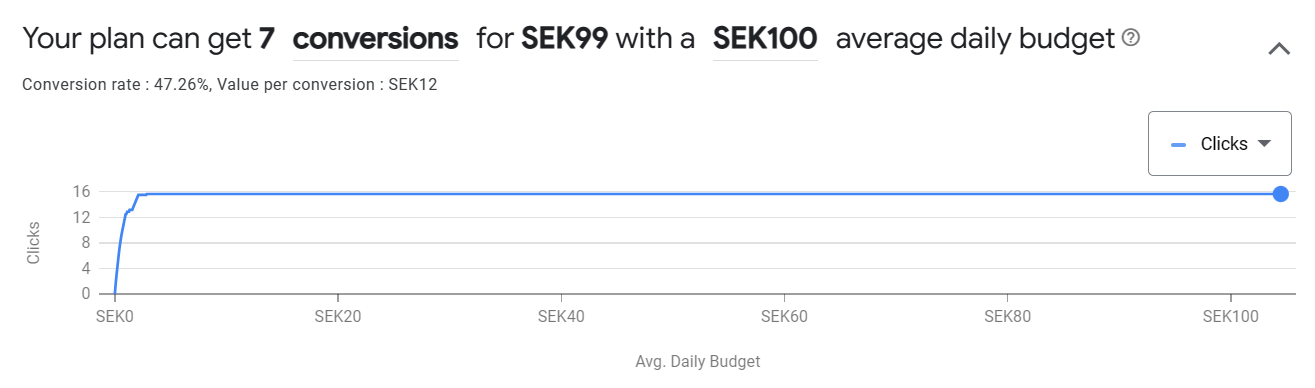 Your plan can get 7 conversions for SEK99 with a SEK100 average daily budget ?
Conversion rate : 47.26%, Value per conversion : SEK12
Clicks
16
12
8
4
0
Clicks
SEK0 SEK20 SEK40 SEK60 SEK80 SEK100
Avg. Daily Budget